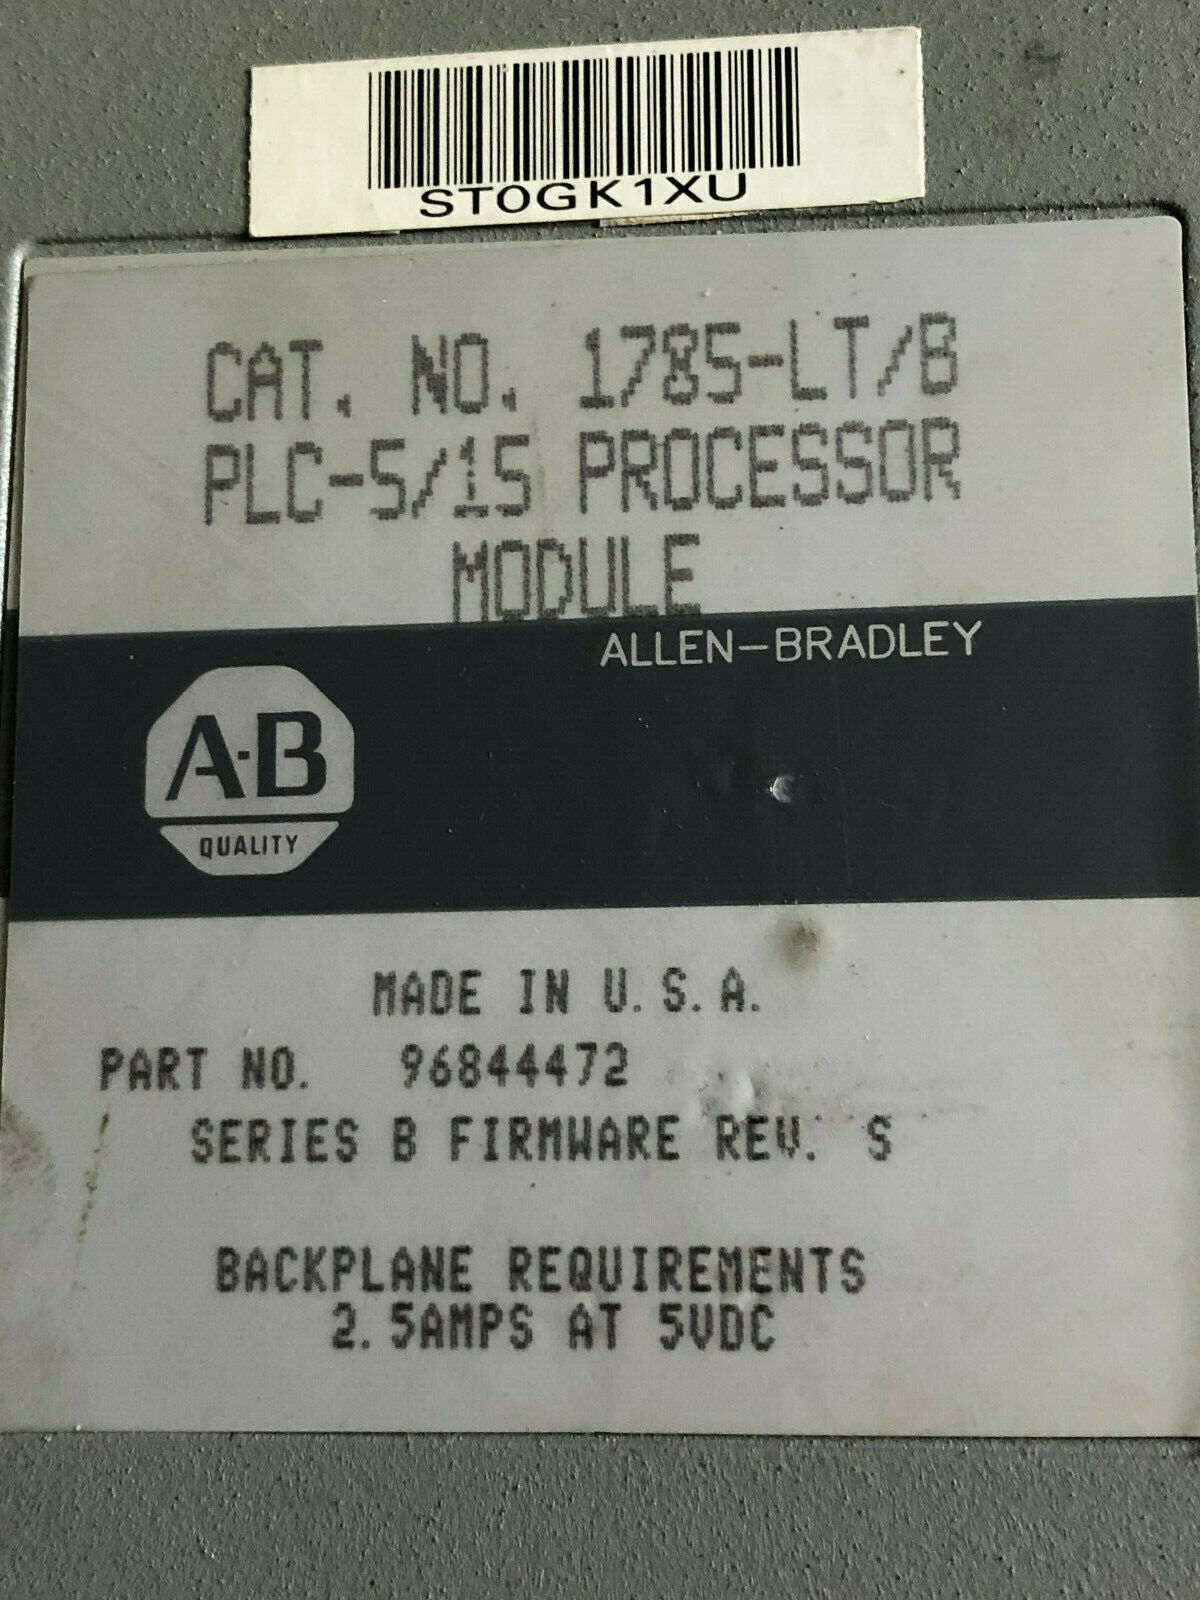 ST0GK1XU
CAT. NO. 1785-LT/B
PLC-5/15 PROCESSOR
MODULE
ALLEN-BRADLEY
A-B
QUALITY
MADE IN U.S.A.
PART NO. 96844472
SERIES B FIRMWARE REV. S
BACKPLANE REQUIREMENTS
2.5AMPS AT 5VDC